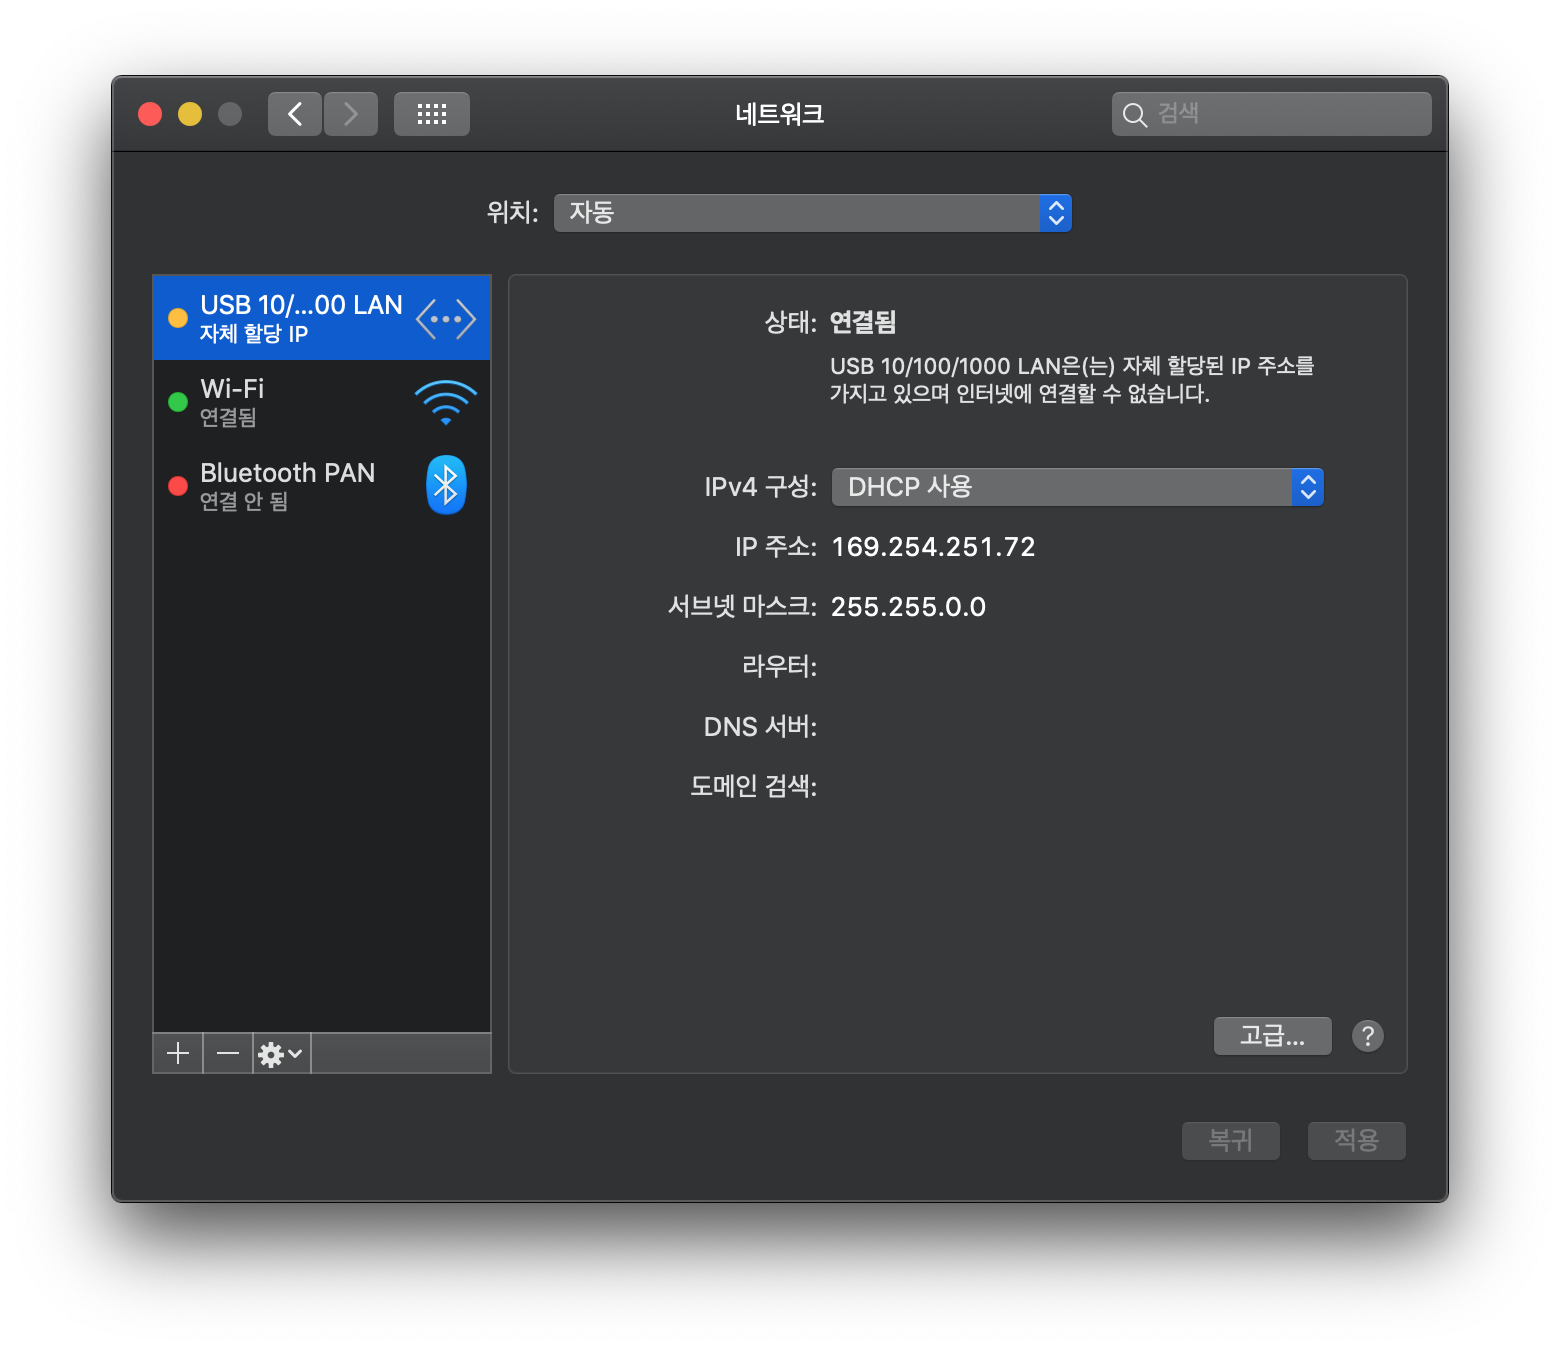 네트워크
검색
위치:
자동
USB 10/...00 LAN
자체 할당 IP
Wi-Fi
연결됨
Bluetooth PAN
연결 안 됨
상태: 연결됨
USB 10/100/1000 LAN은(는) 자체 할당된 IP 주소를
가지고 있으며 인터넷에 연결할 수 없습니다.
IPv4 구성: DHCP 사용
IP 주소: 169.254.251.72
서브넷 마스크: 255.255.0.0
라우터:
DNS 서버:
도메인 검색:
고급...
?
복귀
적용